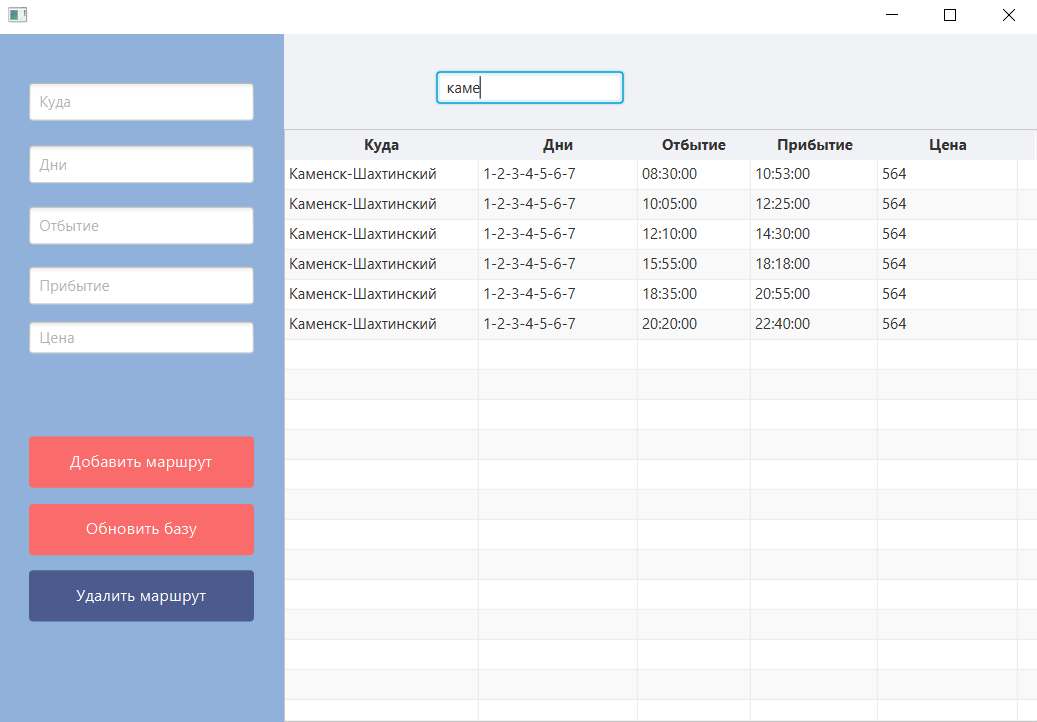 Куда
Дни
Отбытие
Прибытие
Цена
Добавить маршрут
Обновить базу
Удалить маршрут
каме
Куда Дни Отбытие Прибытие Цена
Каменск-Шахтинский 1-2-3-4-5-6-7 08:30:00 10:53:00 564
Каменск-Шахтинский 1-2-3-4-5-6-7 10:05:00 12:25:00 564
Каменск-Шахтинский 1-2-3-4-5-6-7 12:10:00 14:30:00 564
Каменск-Шахтинский 1-2-3-4-5-6-7 15:55:00 18:18:00 564
Каменск-Шахтинский 1-2-3-4-5-6-7 18:35:00 20:55:00 564
Каменск-Шахтинский 1-2-3-4-5-6-7 20:20:00 22:40:00 564